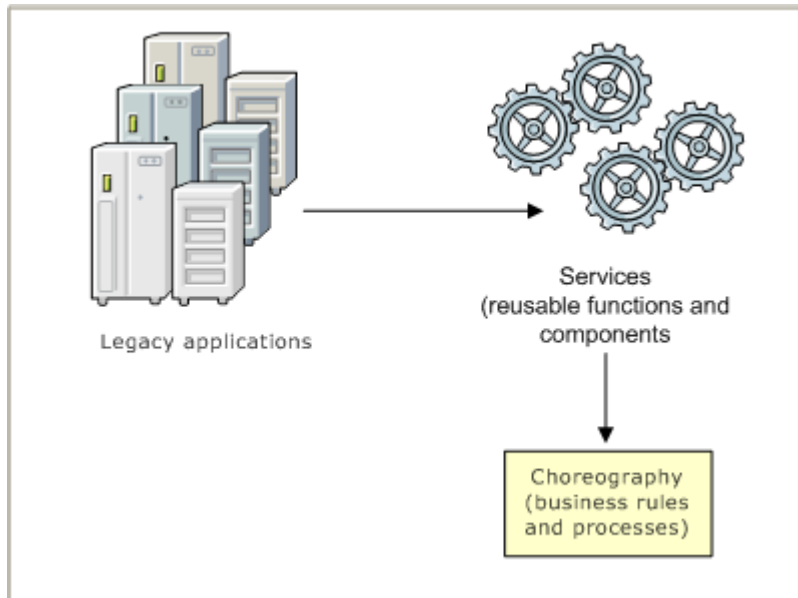 Legacy applications
Services
(reusable functions and
components
Choreography
(business rules
and processes)